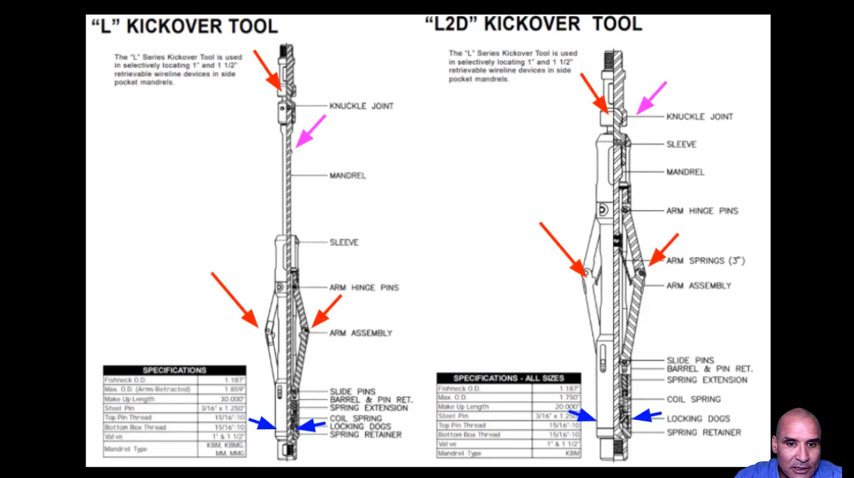 “L” KICKOVER TOOL
The “L” Series Kickover Tool is used
in selectively locating 1” and 1 1/2”
retrievable wireline devices in side
pocket mandrels.
KNUCKLE JOINT
MANDREL
SLEEVE
ARM HINGE PINS
ARM ASSEMBLY
SLIDE PINS
BARREL & PIN RET.
SPRING EXTENSION
COIL SPRING
LOCKING DOGS
SPRING RETAINER
SPECIFICATIONS
Fishneck O.D. 1.187"
Max. O.D. (Arms Retracted) 1.859"
Make Up Length 30.000"
Steel Pin 3/16" x 1.250"
Top Pin Thread 15/16"-10
Bottom Box Thread 15/16"-10
Valve 1" & 1 1/2"
Mandrel Type KBM, KBMG,
MM, MMG
“L2D” KICKOVER TOOL
The “L” Series Kickover Tool is used
in selectively locating 1” and 1 1/2”
retrievable wireline devices in side
pocket mandrels.
KNUCKLE JOINT
SLEEVE
MANDREL
ARM HINGE PINS
ARM SPRINGS (3")
ARM ASSEMBLY
SLIDE PINS
BARREL & PIN RET.
SPRING EXTENSION
COIL SPRING
LOCKING DOGS
SPRING RETAINER
SPECIFICATIONS - ALL SIZES
Fishneck O.D. 1.187"
Max. O.D. 1.750"
Make Up Length 20.000"
Steel Pin 3/16" x
Top Pin Thread 15/16"-10
Bottom Box Thread 15/16"-10
Valve 1" & 1 1/2"
Mandrel Type KBM